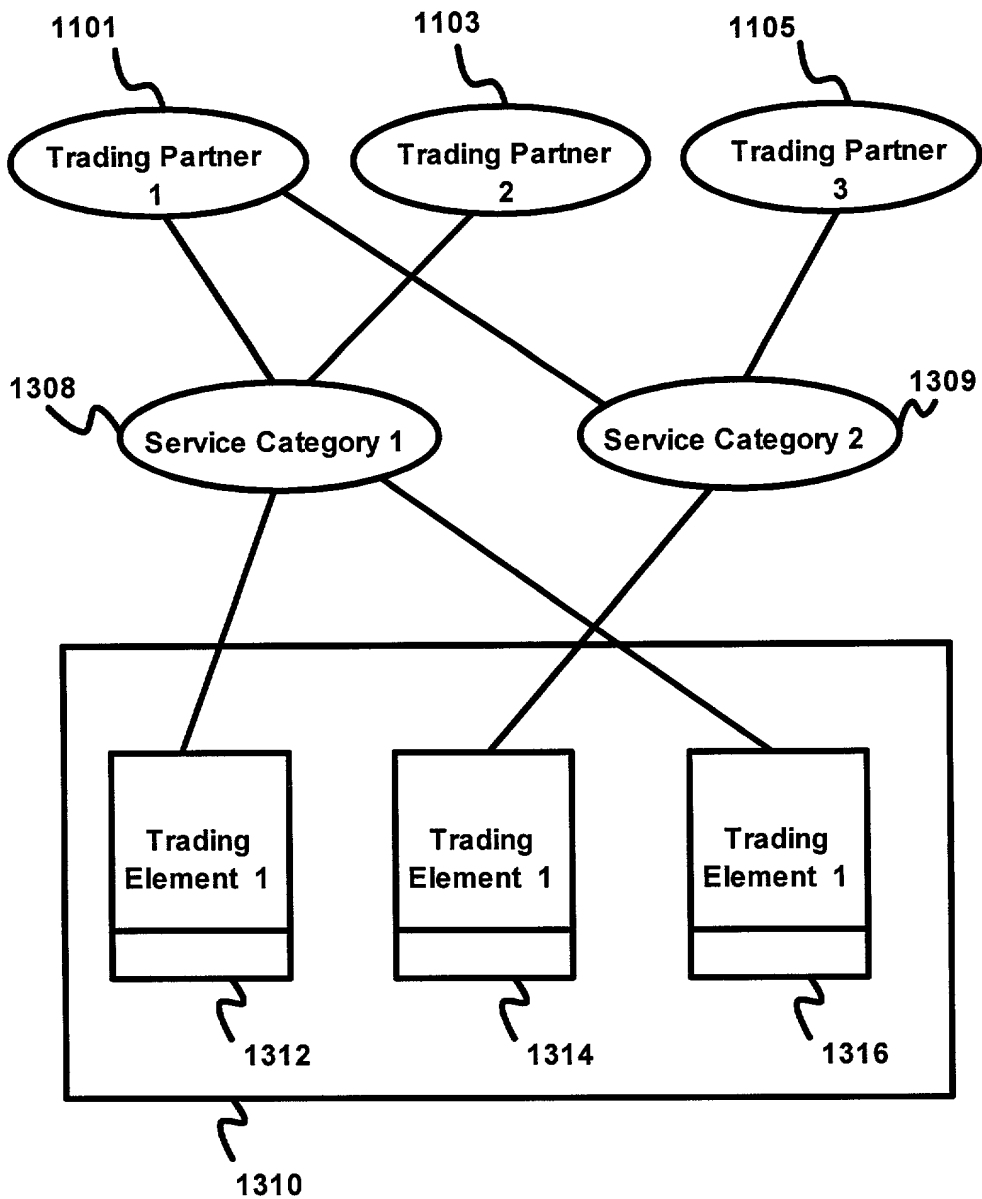 1101
1103
1105
Trading Partner
1
Trading Partner
2
Trading Partner
3
1308
1309
Service Category 1
Service Category 2
Trading
Element 1
Trading
Element 1
Trading
Element 1
1312
1314
1316
1310